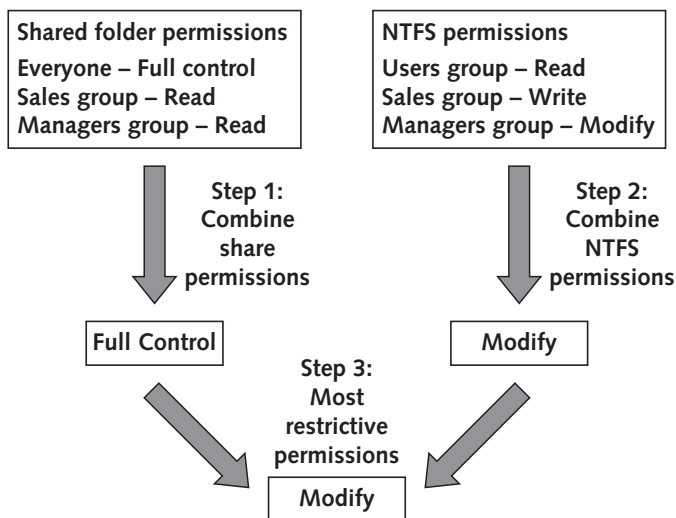 Shared folder permissions
Everyone – Full control
Sales group – Read
Managers group – Read
NTFS permissions
Users group – Read
Sales group – Write
Managers group – Modify
Step 1:
Combine
share
permissions
Step 2:
Combine
NTFS
permissions
Full Control
Modify
Step 3:
Most
restrictive
permissions
Modify